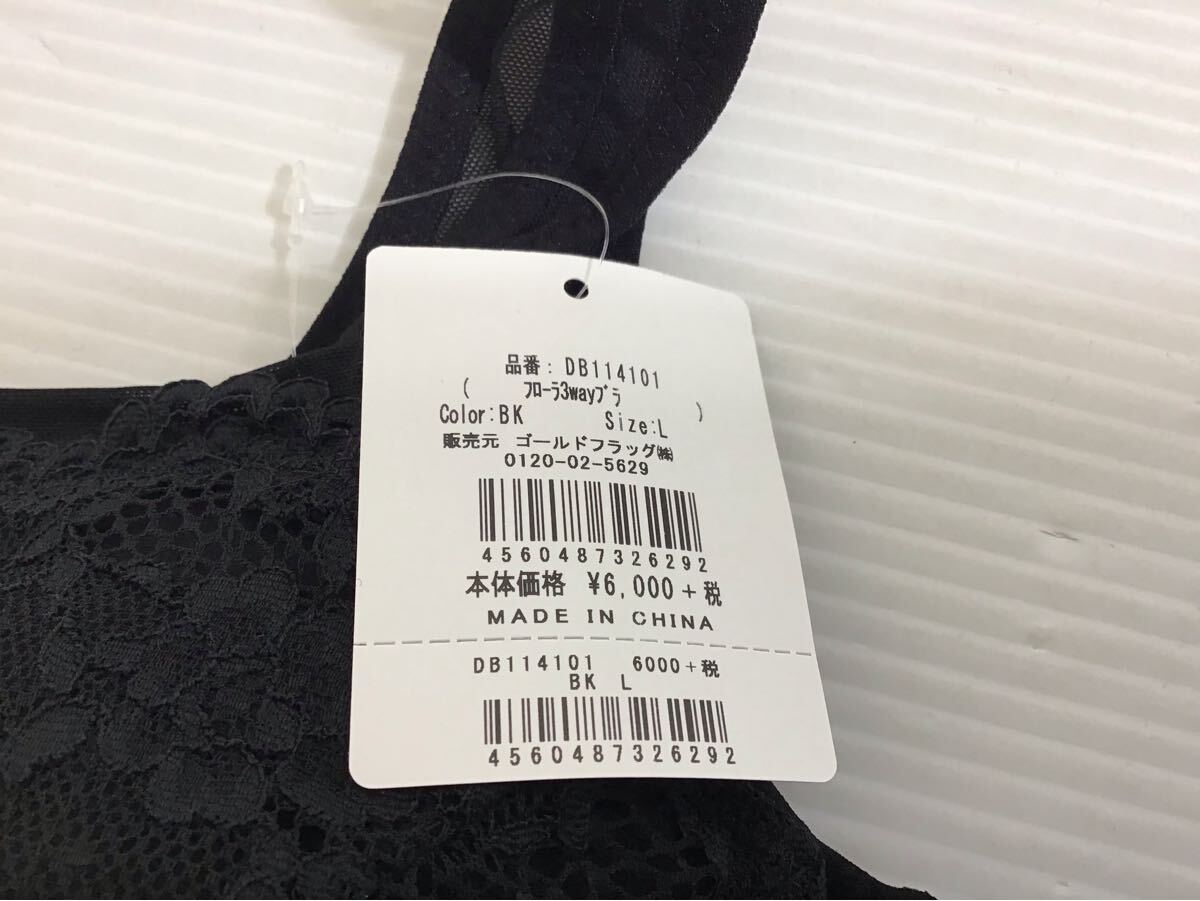 品番: DB114101
( フローラ3wayブラ )
Color:BK Size:L
販売元 ゴールドフラッグ㈱
0120-02-5629
4560487326292
本体価格 ¥6,000+税
MADE IN CHINA
DB114101 6000+税
BK L
4560487326292